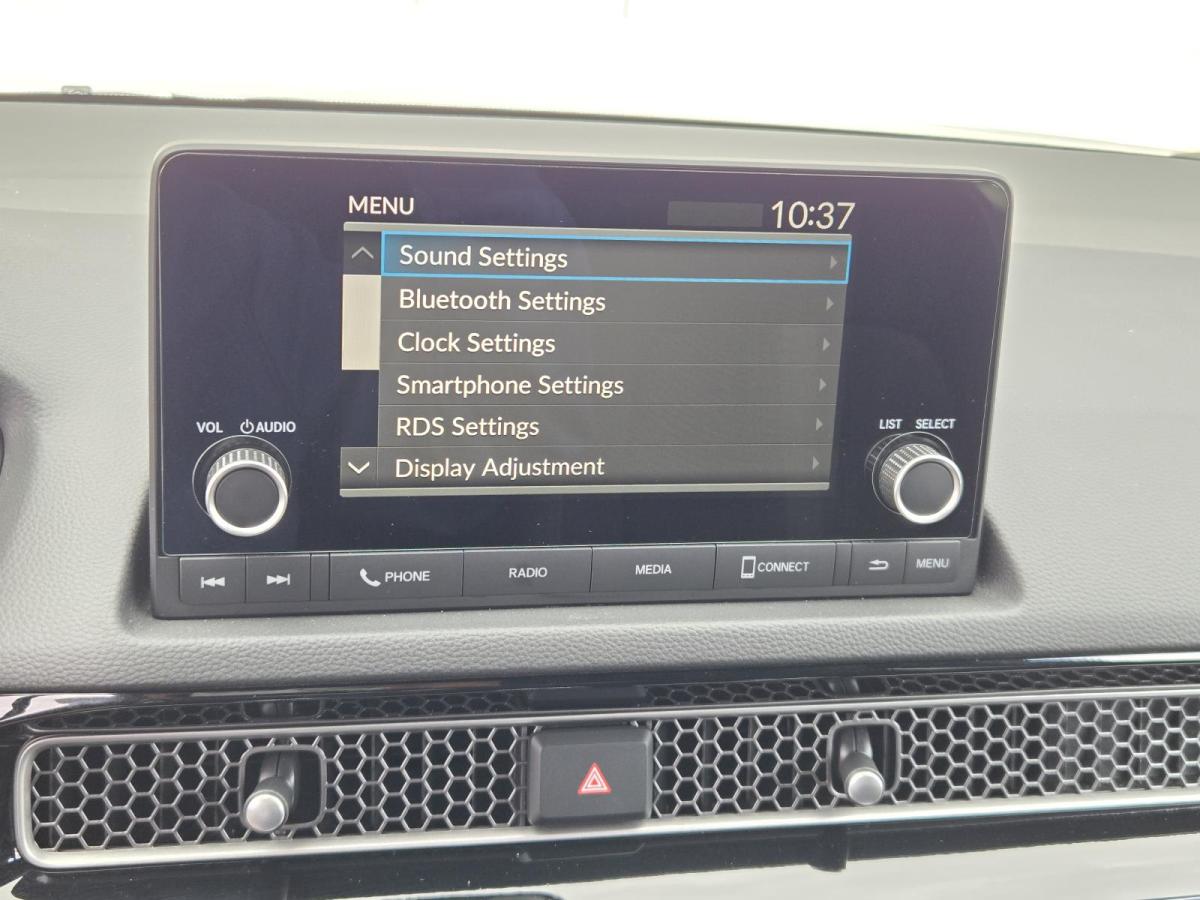 MENU
10:37
Sound Settings
Bluetooth Settings
Clock Settings
Smartphone Settings
RDS Settings
Display Adjustment
VOL AUDIO
LIST SELECT
PHONE
RADIO
MEDIA
CONNECT
MENU